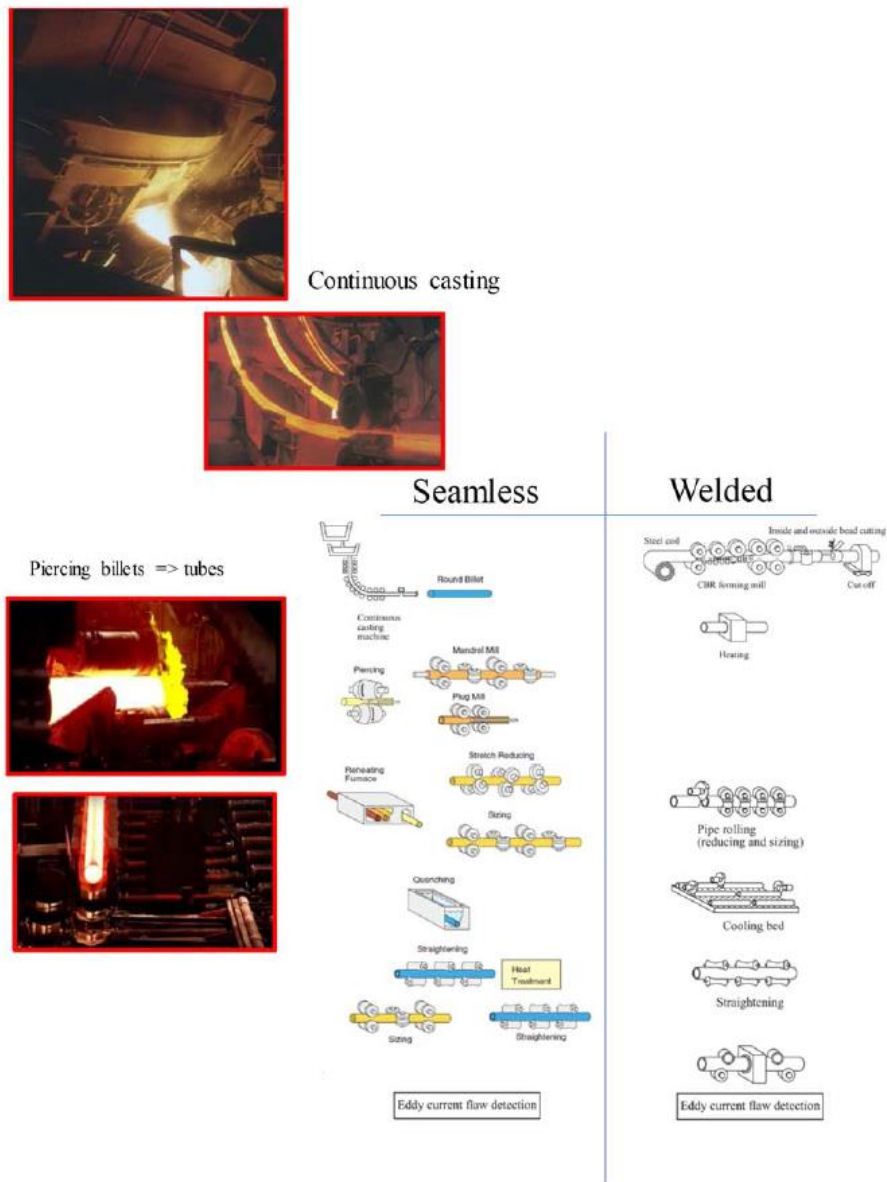 Continuous casting
Seamless
Welded
Piercing billets => tubes
Round Billet
Continuous
casting
machine
Mandrel Mill
Piercing
Plug Mill
Stretch Reducing
Reheating
Furnace
Sizing
Quenching
Straightening
Heat
Treatment
Sizing
Straightening
Eddy current flaw detection
Inside and outside bead cutting
Steel coil
CBR forming mill
Cut off
Heating
Pipe rolling
(reducing and sizing)
Cooling bed
Straightening
Eddy current flaw detection